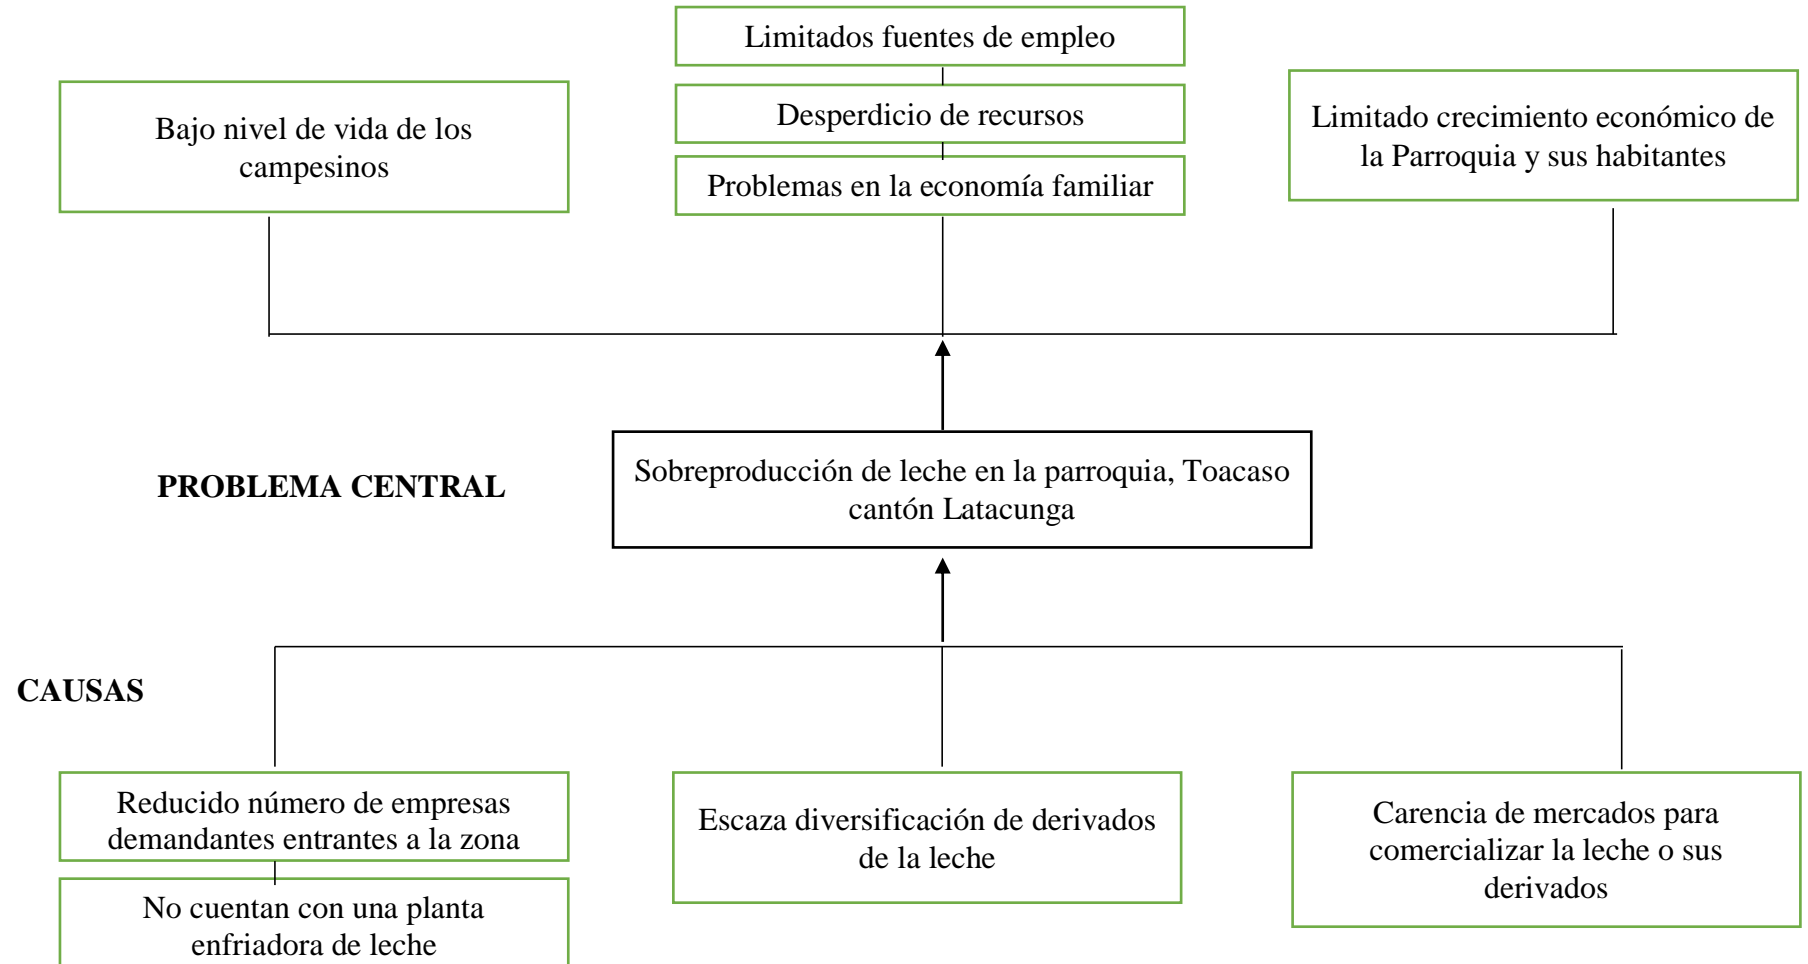 Limitados fuentes de empleo
Bajo nivel de vida de los
campesinos
Desperdicio de recursos
Problemas en la economía familiar
Limitado crecimiento económico de
la Parroquia y sus habitantes
PROBLEMA CENTRAL
Sobreproducción de leche en la parroquia, Toacaso
cantón Latacunga
CAUSAS
Reducido número de empresas
demandantes entrantes a la zona
No cuentan con una planta
enfriadora de leche
Escaza diversificación de derivados
de la leche
Carencia de mercados para
comercializar la leche o sus
derivados